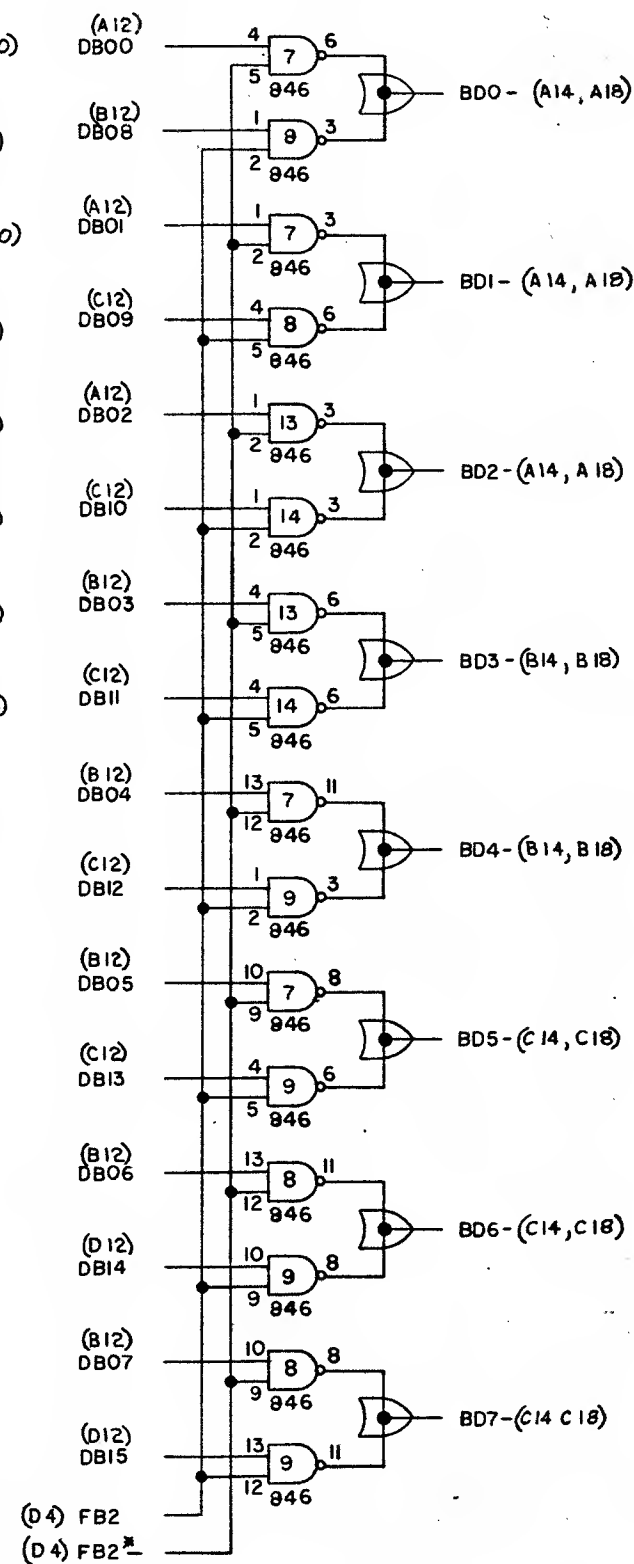 (A12)
DB00
4
5
7
6
846
(B12)
DB08
1
2
8
3
846
BD0- (A14, A18)
(A12)
DB01
1
2
7
3
846
(C12)
DB09
4
5
8
6
846
BD1- (A14, A18)
(A12)
DB02
1
2
13
3
846
(C12)
DB10
1
2
14
3
846
BD2-(A14, A18)
(B12)
DB03
4
5
13
6
846
(C12)
DB11
4
5
14
6
846
BD3-(B14, B18)
(B12)
DB04
13
12
7
11
846
(C12)
DB12
1
2
9
3
846
BD4-(B14, B18)
(B12)
DB05
10
9
7
8
846
(C12)
DB13
4
5
9
6
846
BD5-(C14, C18)
(B12)
DB06
13
12
8
11
846
(D12)
DB14
10
9
9
8
846
BD6-(C14, C18)
(B12)
DB07
10
9
8
8
846
(D12)
DB15
13
12
9
11
846
BD7-(C14 C18)
(D4) FB2
(D4) FB2*-